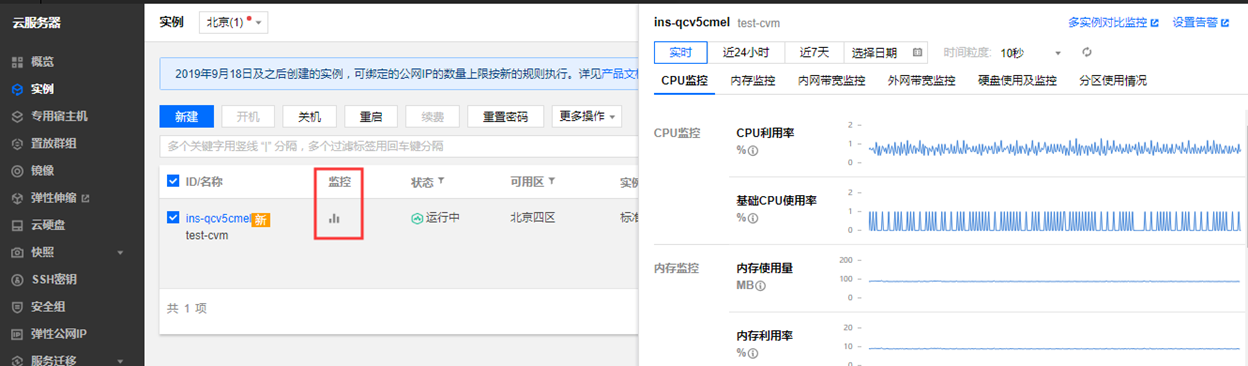 云服务器
概览
实例
专用宿主机
置放群组
镜像
弹性伸缩
云硬盘
快照
SSH密钥
安全组
弹性公网IP
服务迁移
实例 北京(1)
2019年9月18日及之后创建的实例，可绑定的公网IP的数量上限按新的规则执行。详见产品文
新建 开机 关机 重启 续费 重置密码 更多操作
多个关键字用竖线 "|" 分隔，多个过滤标签用回车键分隔
ID/名称 监控 状态 可用区 实例
ins-qcv5cmel 新 运行中 北京四区 标准
test-cvm
共 1 项
ins-qcv5cmel test-cvm 多实例对比监控 设置告警
实时 近24小时 近7天 选择日期 时间粒度: 10秒
CPU监控 内存监控 内网带宽监控 外网带宽监控 硬盘使用及监控 分区使用情况
CPU监控 CPU利用率
%
2
1
0
基础CPU使用率
%
2
1
0
内存监控 内存使用量
MB
200
100
0
内存利用率
%
20
10
0